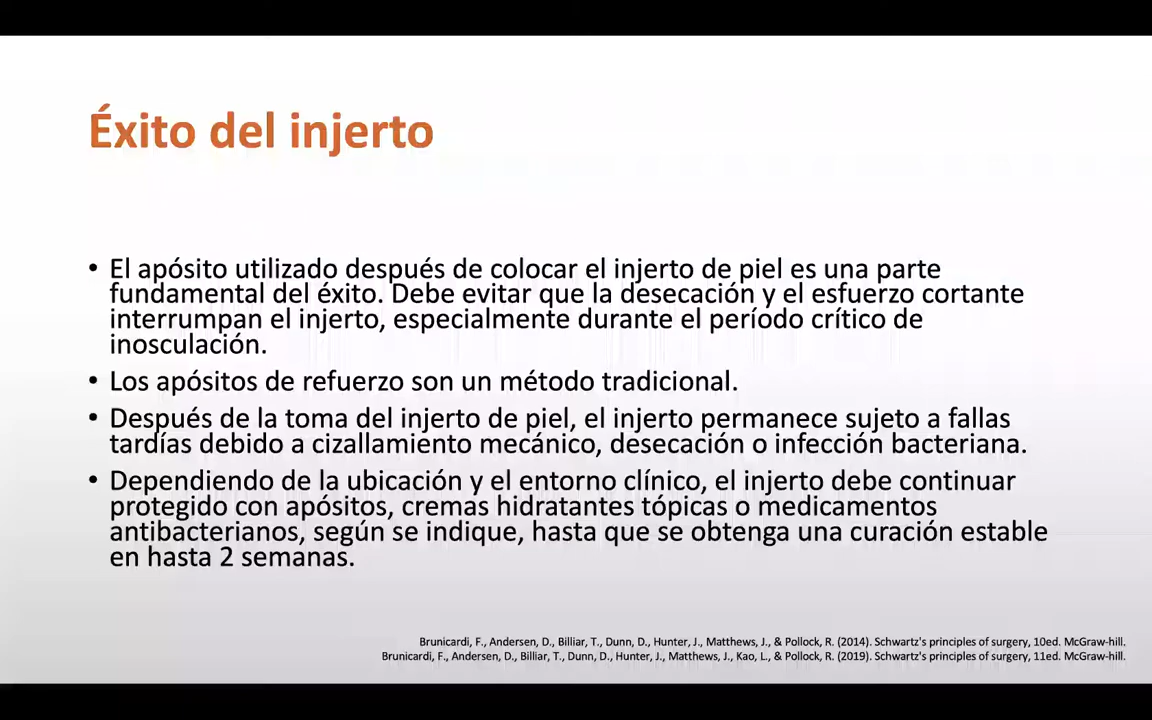 Éxito del injerto
• El apósito utilizado después de colocar el injerto de piel es una parte
fundamental del éxito. Debe evitar que la desecación y el esfuerzo cortante
interrumpan el injerto, especialmente durante el período crítico de
inosculación.
• Los apósitos de refuerzo son un método tradicional.
• Después de la toma del injerto de piel, el injerto permanece sujeto a fallas
tardías debido a cizallamiento mecánico, desecación o infección bacteriana.
• Dependiendo de la ubicación y el entorno clínico, el injerto debe continuar
protegido con apósitos, cremas hidratantes tópicas o medicamentos
antibacterianos, según se indique, hasta que se obtenga una curación estable
en hasta 2 semanas.
Brunicardi, F., Andersen, D., Billiar, T., Dunn, D., Hunter, J., Matthews, J., & Pollock, R. (2014). Schwartz's principles of surgery, 10ed. McGraw-hill.
Brunicardi, F., Andersen, D., Billiar, T., Dunn, D., Hunter, J., Matthews, J., Kao, L., & Pollock, R. (2019). Schwartz's principles of surgery, 11ed. McGraw-hill.